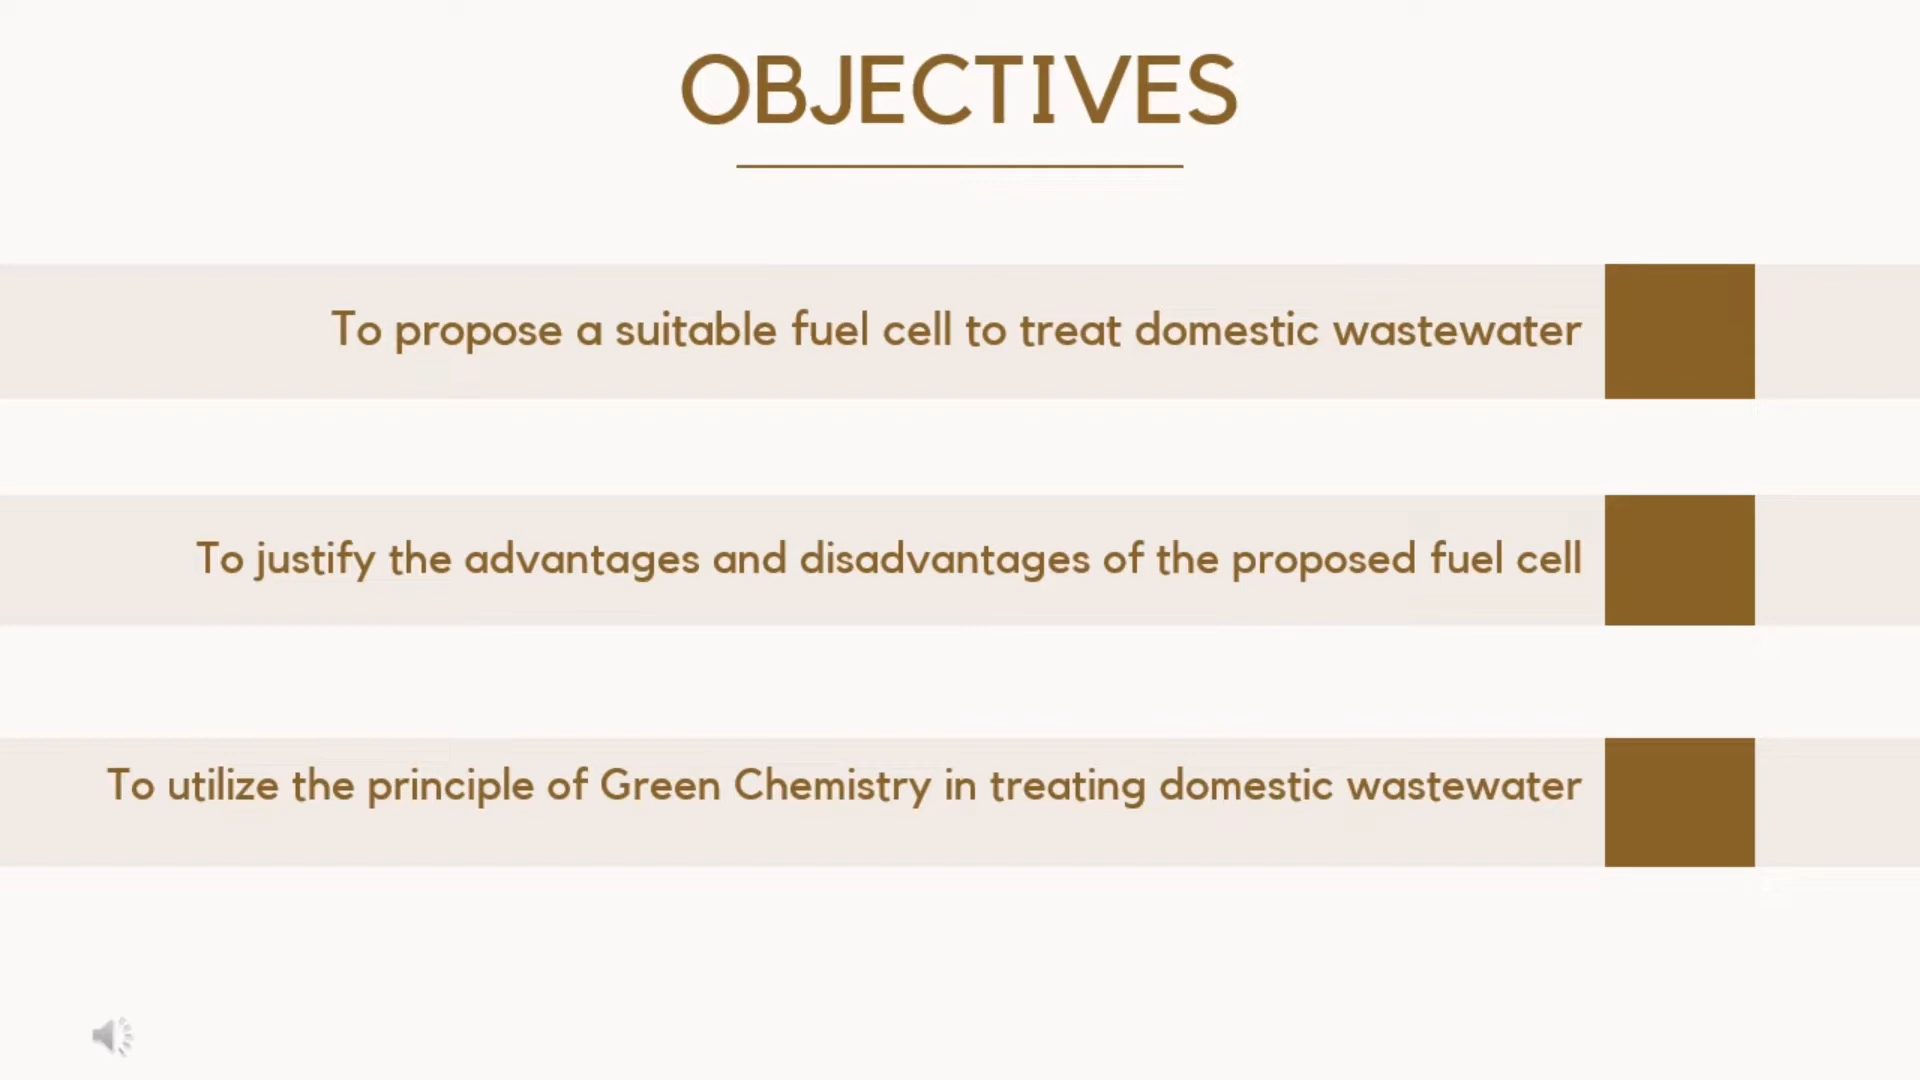 OBJECTIVES
To propose a suitable fuel cell to treat domestic wastewater
To justify the advantages and disadvantages of the proposed fuel cell
To utilize the principle of Green Chemistry in treating domestic wastewater